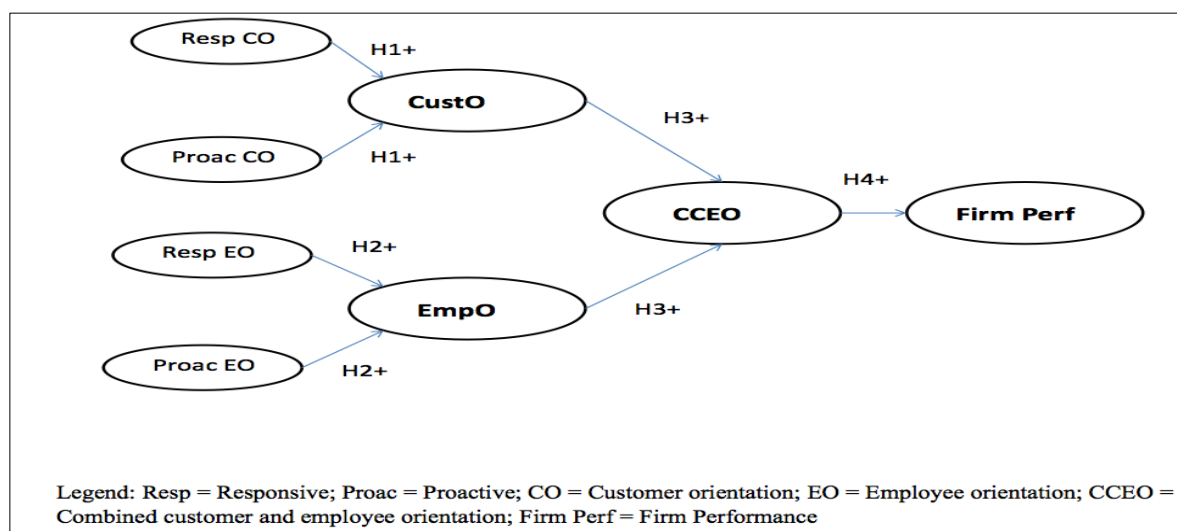 Resp CO
H1+
CustO
H3+
Proac CO
H1+
H4+
CCEO
Firm Perf
Resp EO
H2+
EmpO
H3+
Proac EO
H2+
Legend: Resp = Responsive; Proac = Proactive; CO = Customer orientation; EO = Employee orientation; CCEO =
Combined customer and employee orientation; Firm Perf = Firm Performance